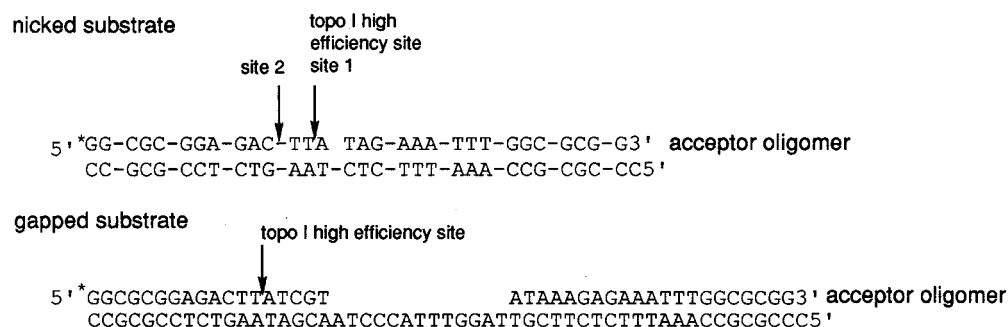 nicked substrate
topo I high
efficiency site
site 2 site 1
5'*GG-CGC-GGA-GAC-TTA TAG-AAA-TTT-GGC-GCG-G3' acceptor oligomer
CC-GCG-CCT-CTG-AAT-CTC-TTT-AAA-CCG-CGC-CC5'
gapped substrate
topo I high efficiency site
5'*GGCGCGGAGACTTATCGT ATAAAGAGAAATTTGGCGCGG3' acceptor oligomer
CCGCGCCTCTGAATAGCAATCCCATTTGGATTGCTTCTCTTTAAACCGCGCCC5'